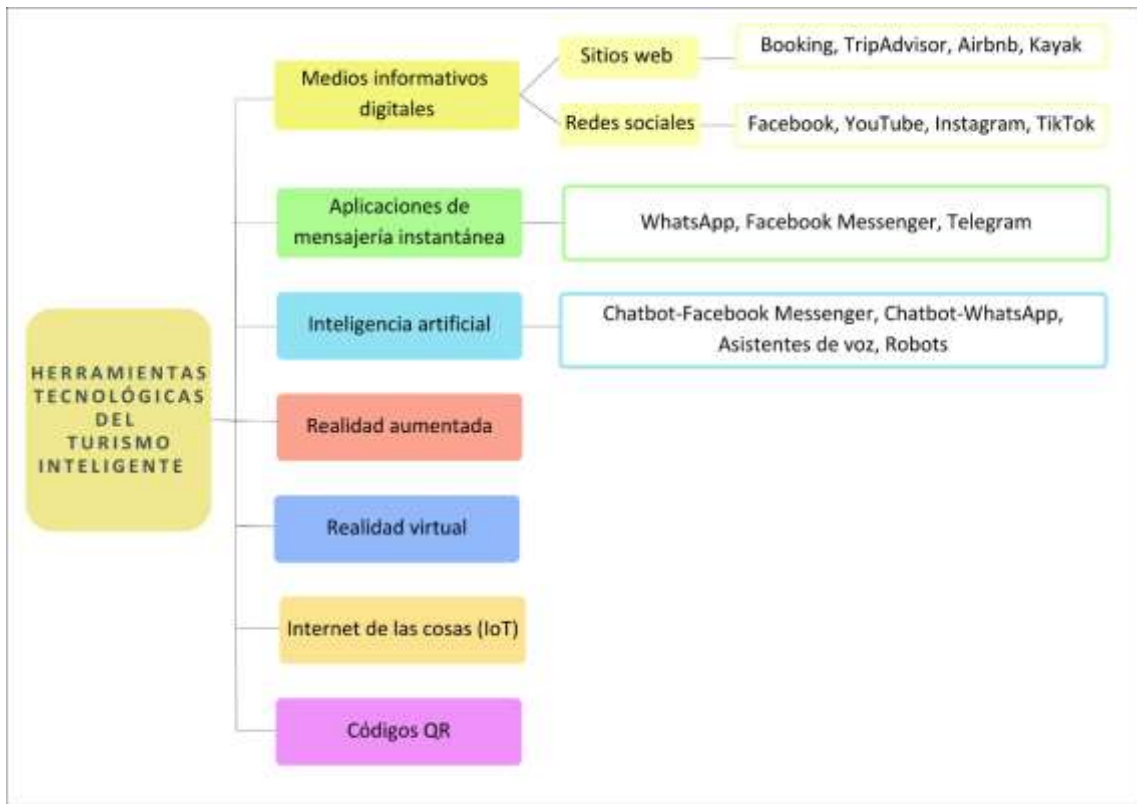 HERRAMIENTAS
TECNOLÓGICAS
DEL
TURISMO
INTELIGENTE
Medios informativos
digitales
Sitios web
Booking, TripAdvisor, Airbnb, Kayak
Redes sociales
Facebook, YouTube, Instagram, TikTok
Aplicaciones de
mensajería instantánea
WhatsApp, Facebook Messenger, Telegram
Inteligencia artificial
Chatbot-Facebook Messenger, Chatbot-WhatsApp,
Asistentes de voz, Robots
Realidad aumentada
Realidad virtual
Internet de las cosas (IoT)
Códigos QR